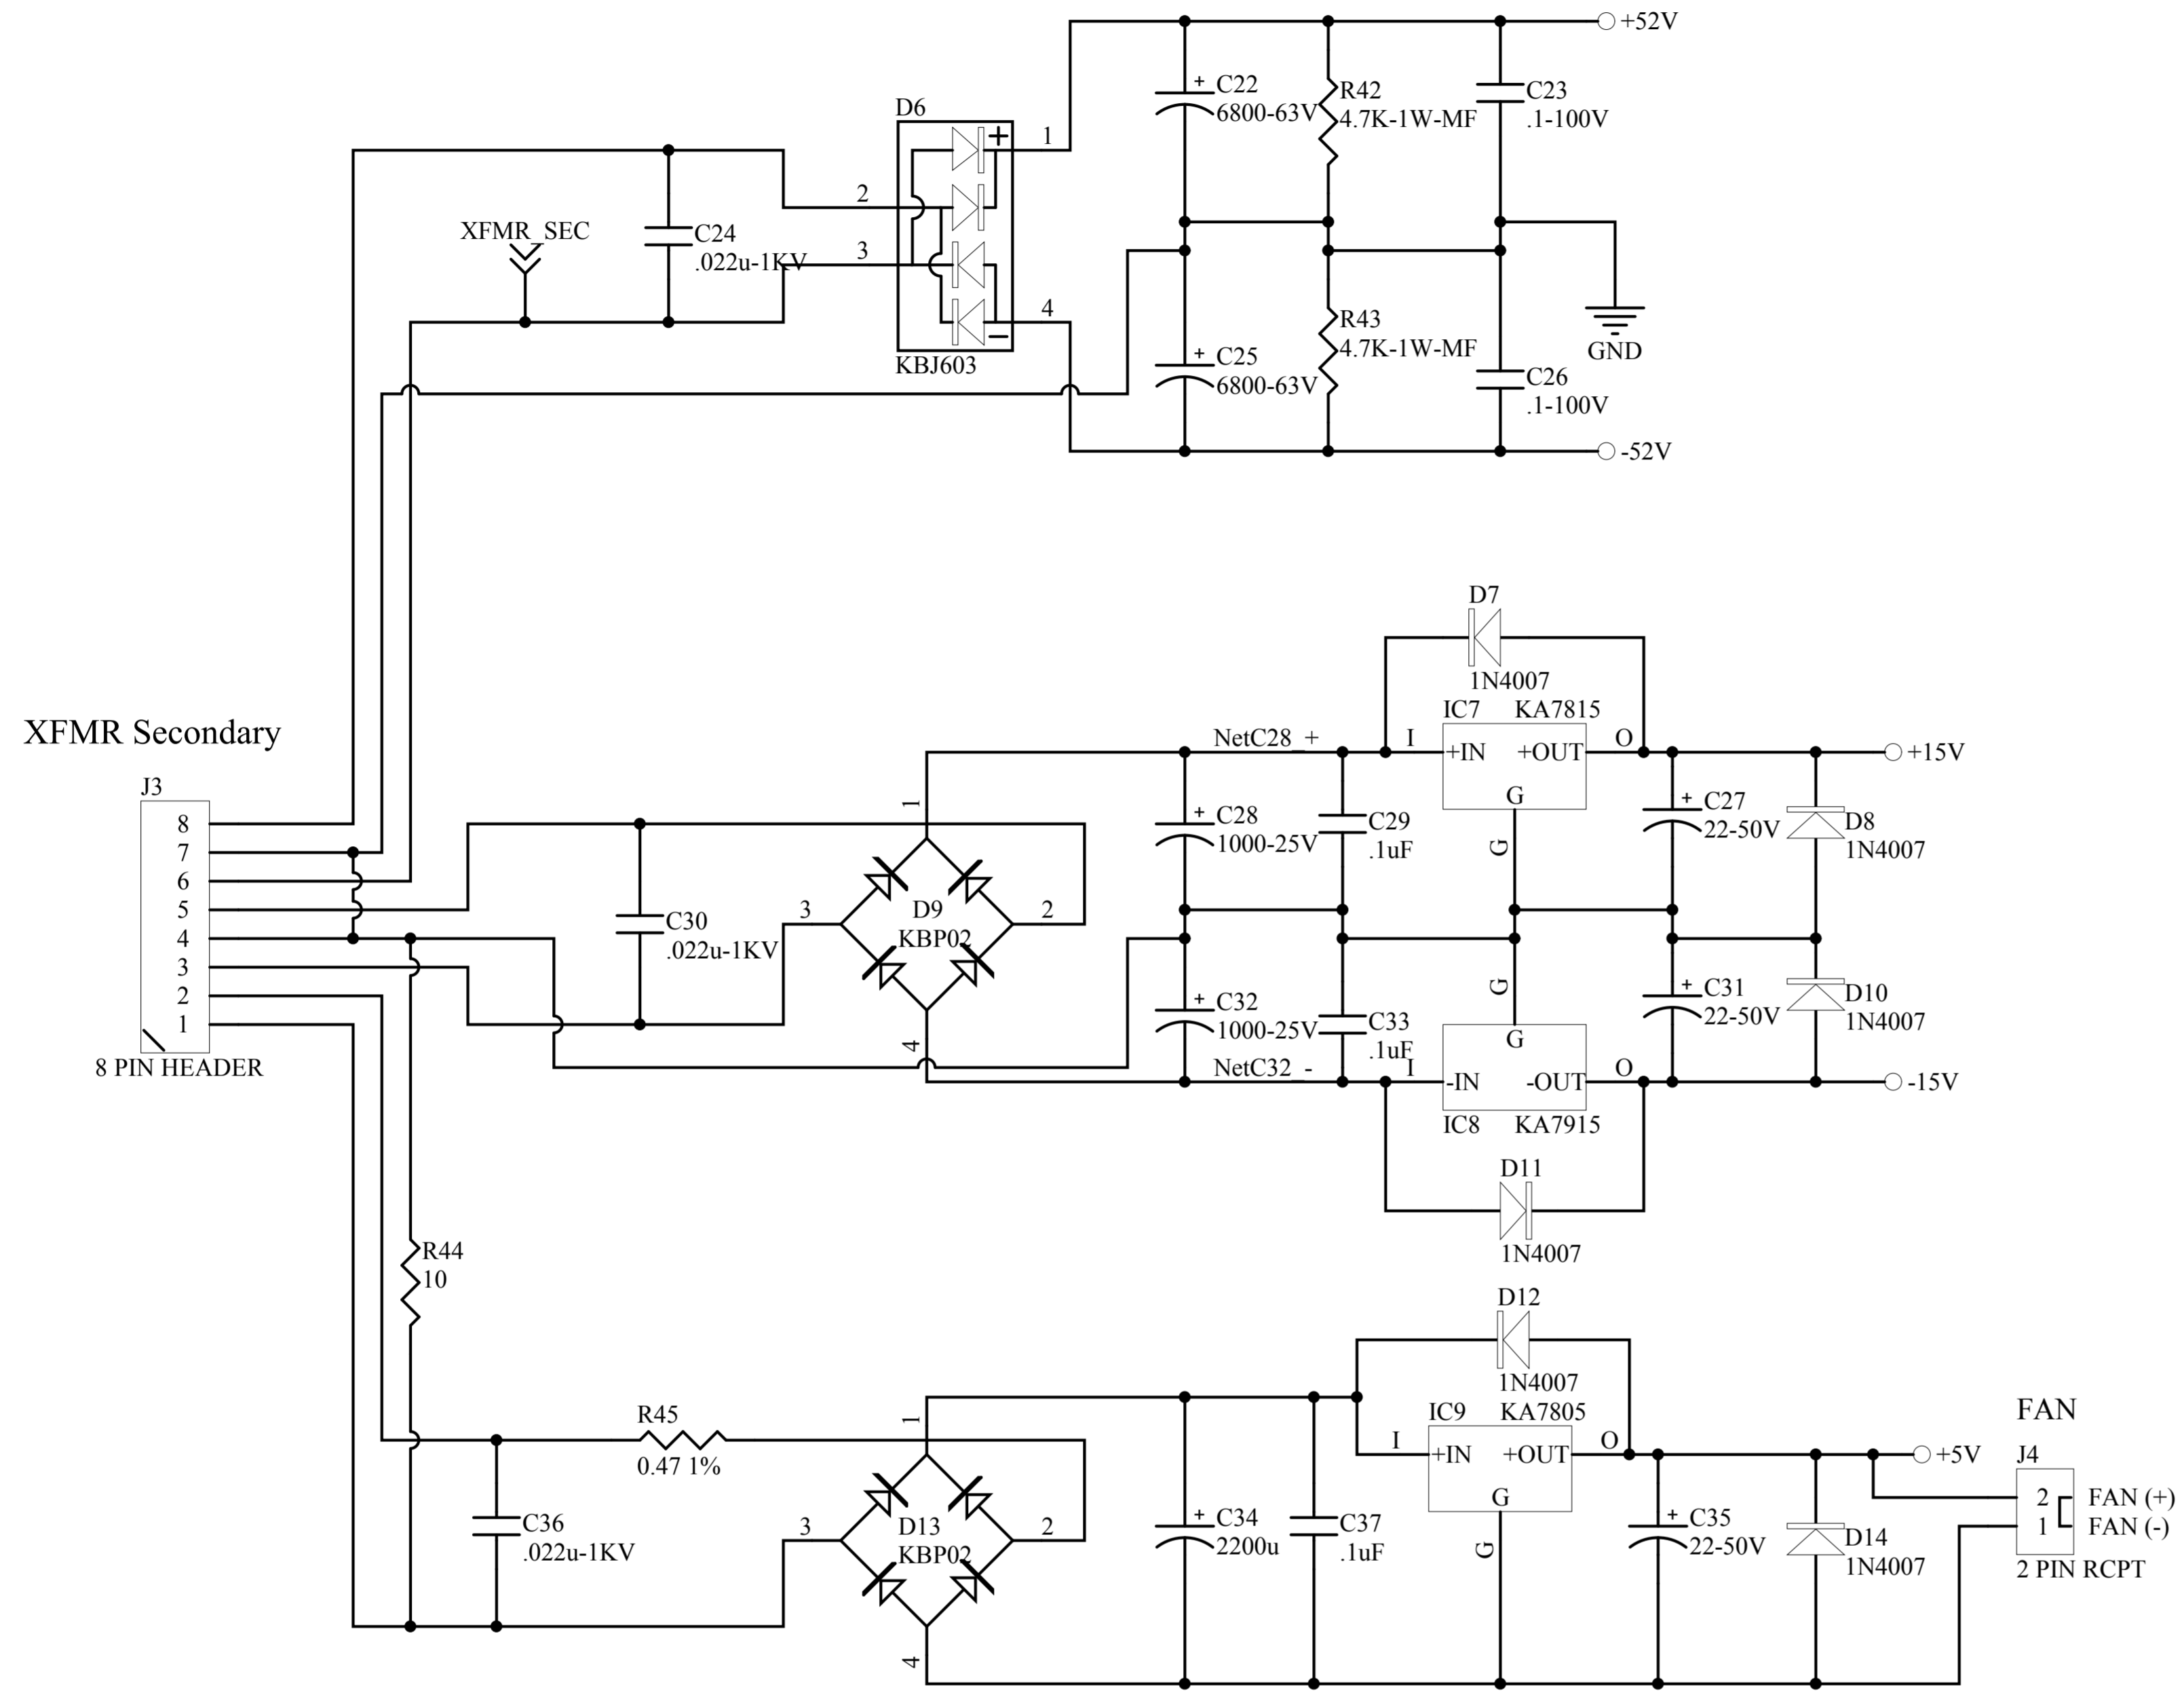 +52V
C22
6800-63V
R42
4.7K-1W-MF
C23
.1-100V
D6
+
1
2
3
4
KBJ603
XFMR_SEC
C24
.022u-1KV
R43
4.7K-1W-MF
C25
6800-63V
C26
.1-100V
GND
-52V
XFMR Secondary
J3
8
7
6
5
4
3
2
1
8 PIN HEADER
C30
.022u-1KV
1
D9
KBP02
3
2
4
NetC28_+
C28
1000-25V
C29
.1uF
C32
1000-25V
C33
.1uF
NetC32_-
D7
1N4007
IC7 KA7815
I
+IN +OUT
O
G
G
+15V
C27
22-50V
D8
1N4007
C31
22-50V
D10
1N4007
G
G
I
-IN -OUT
O
IC8 KA7915
-15V
D11
1N4007
R44
10
R45
0.47 1%
C36
.022u-1KV
1
D13
KBP02
3
2
4
C34
2200u
C37
.1uF
D12
1N4007
IC9 KA7805
I
+IN +OUT
O
G
G
+5V
C35
22-50V
D14
1N4007
FAN
J4
2 FAN (+)
1 FAN (-)
2 PIN RCPT